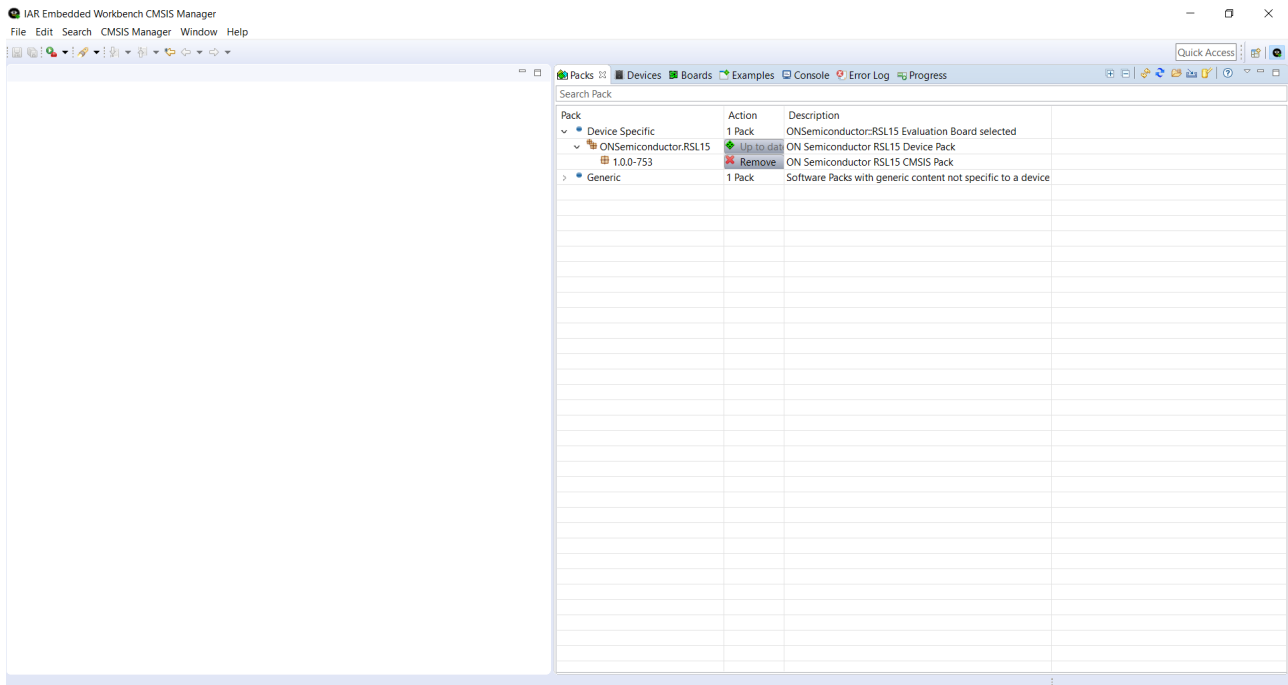 IAR Embedded Workbench CMSIS Manager
File Edit Search CMSIS Manager Window Help
Quick Access
Packs Devices Boards Examples Console Error Log Progress
Search Pack
Pack Action Description
Device Specific 1 Pack ONSemiconductor::RSL15 Evaluation Board selected
ONSemiconductor.RSL15 Up to dat ON Semiconductor RSL15 Device Pack
1.0.0-753 Remove ON Semiconductor RSL15 CMSIS Pack
Generic 1 Pack Software Packs with generic content not specific to a device